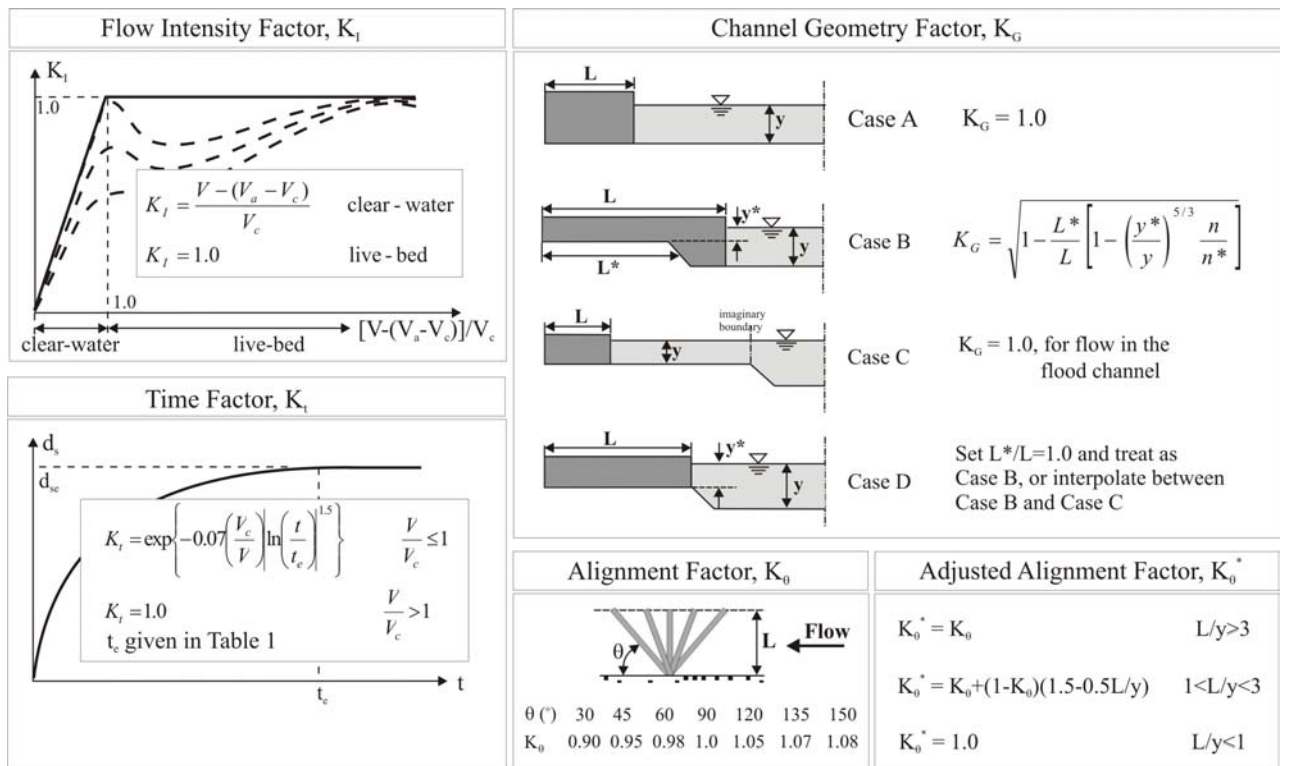 Flow Intensity Factor, K_I
K_I
1.0
K_I = (V−(V_a−V_c))/V_c clear - water
K_I = 1.0 live - bed
1.0
[V-(V_a-V_c)]/V_c
clear-water live-bed
Time Factor, K_t
d_s
d_se
K_t = exp{−0.07(V_c/V)|ln(t/t_e)|^1.5} V/V_c ≤1
K_t = 1.0 V/V_c >1
t_e given in Table 1
t
t_e
Channel Geometry Factor, K_G
L
y
Case A K_G = 1.0
L
y*
y
L*
Case B K_G = √(1−(L*/L)[1−(y*/y)^5/3 n/n*])
L
imaginary
boundary
y
Case C K_G = 1.0, for flow in the
flood channel
L
y*
y
Case D Set L*/L=1.0 and treat as
Case B, or interpolate between
Case B and Case C
Alignment Factor, K_θ
θ
L
Flow
θ (°) 30 45 60 90 120 135 150
K_θ 0.90 0.95 0.98 1.0 1.05 1.07 1.08
Adjusted Alignment Factor, K_θ*
K_θ* = K_θ L/y>3
K_θ* = K_θ+(1-K_θ)(1.5-0.5L/y) 1<L/y<3
K_θ* = 1.0 L/y<1